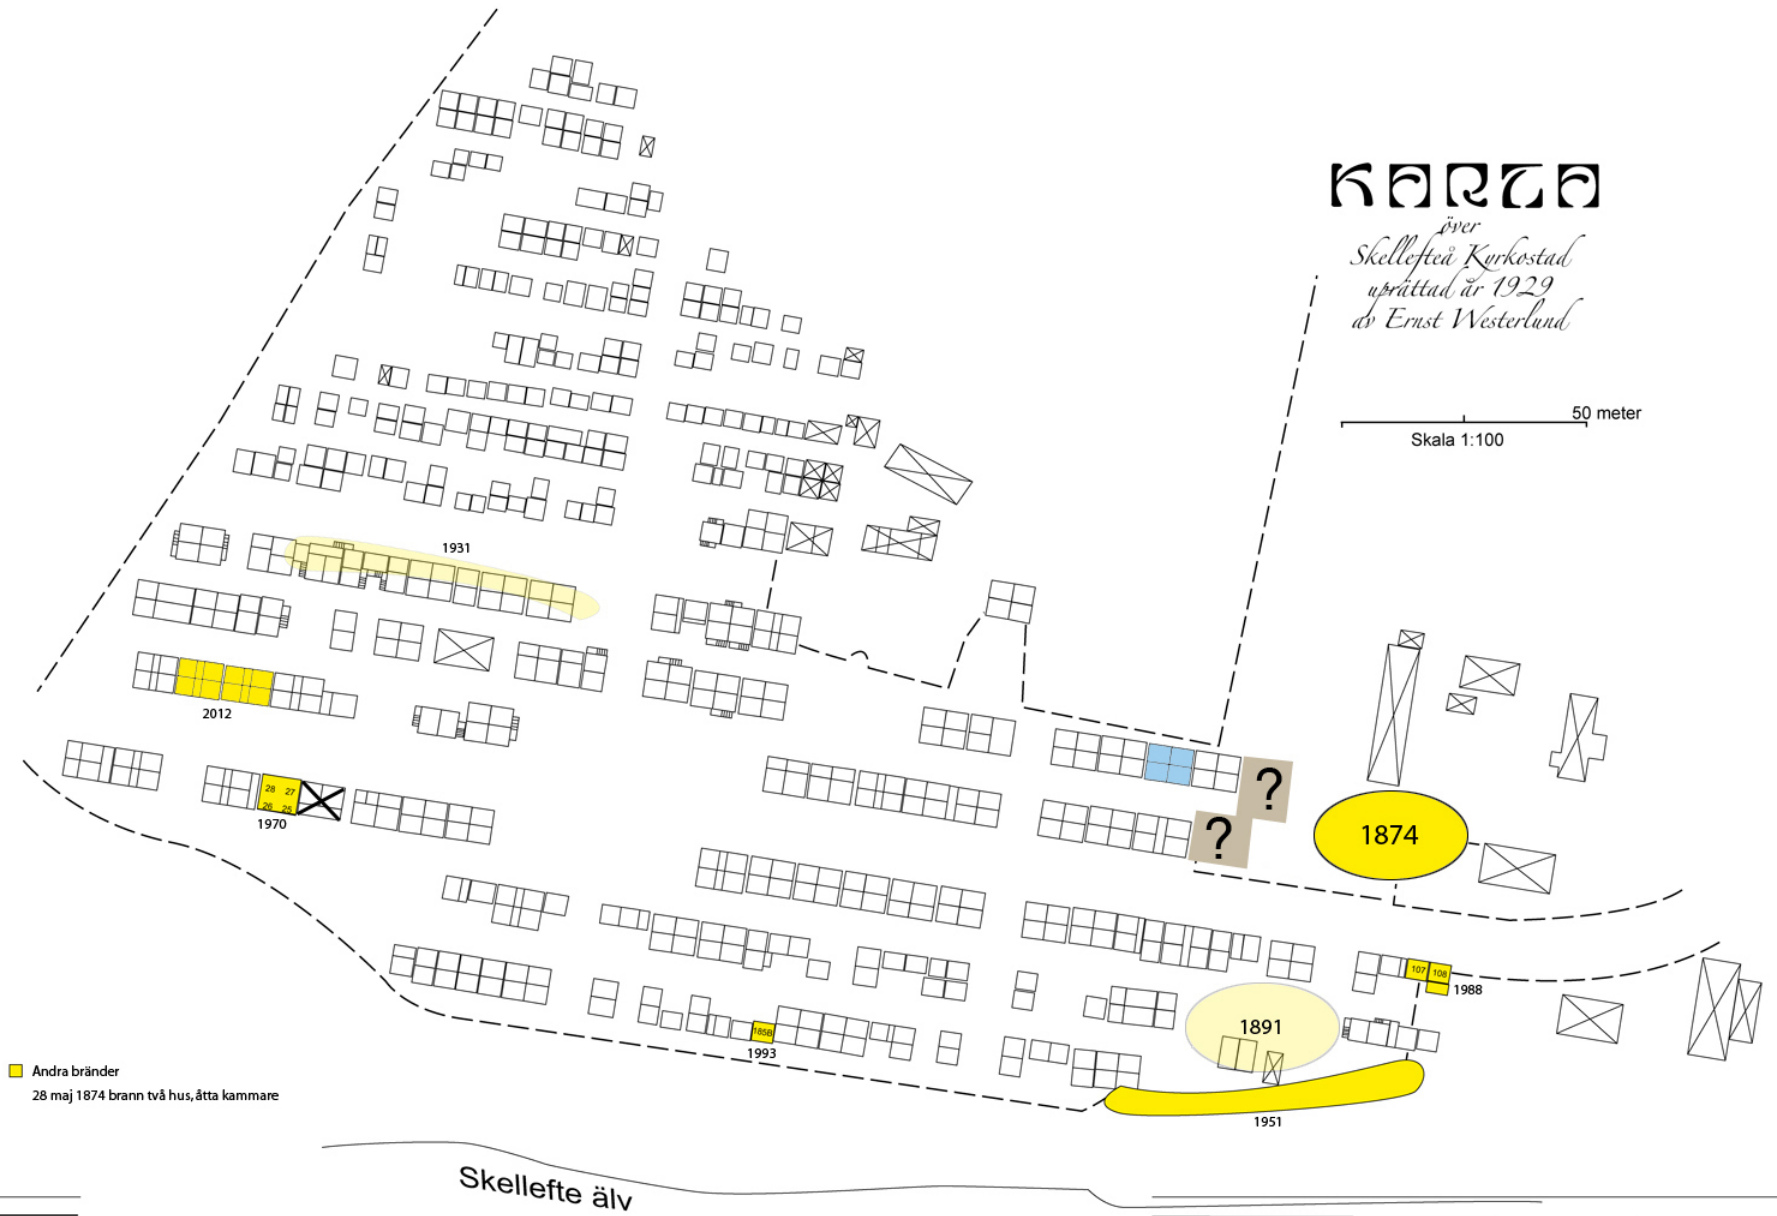 KARTA
över
Skellefteå Kyrkostad
uprättad år 1929
av Ernst Westerlund
50 meter
Skala 1:100
1931
2012
28 27
26 25
1970
?
?
1874
107 108
1988
1891
185B
1993
1951
Andra bränder
28 maj 1874 brann två hus, åtta kammare
Skellefte älv